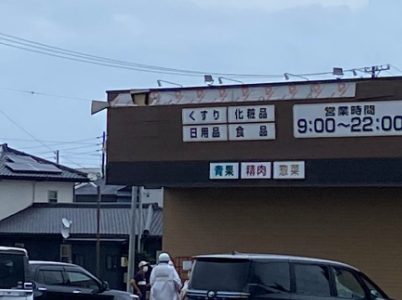 くすり 化粧品
日用品 食品
営業時間
9:00～22:00
青果 精肉 惣菜